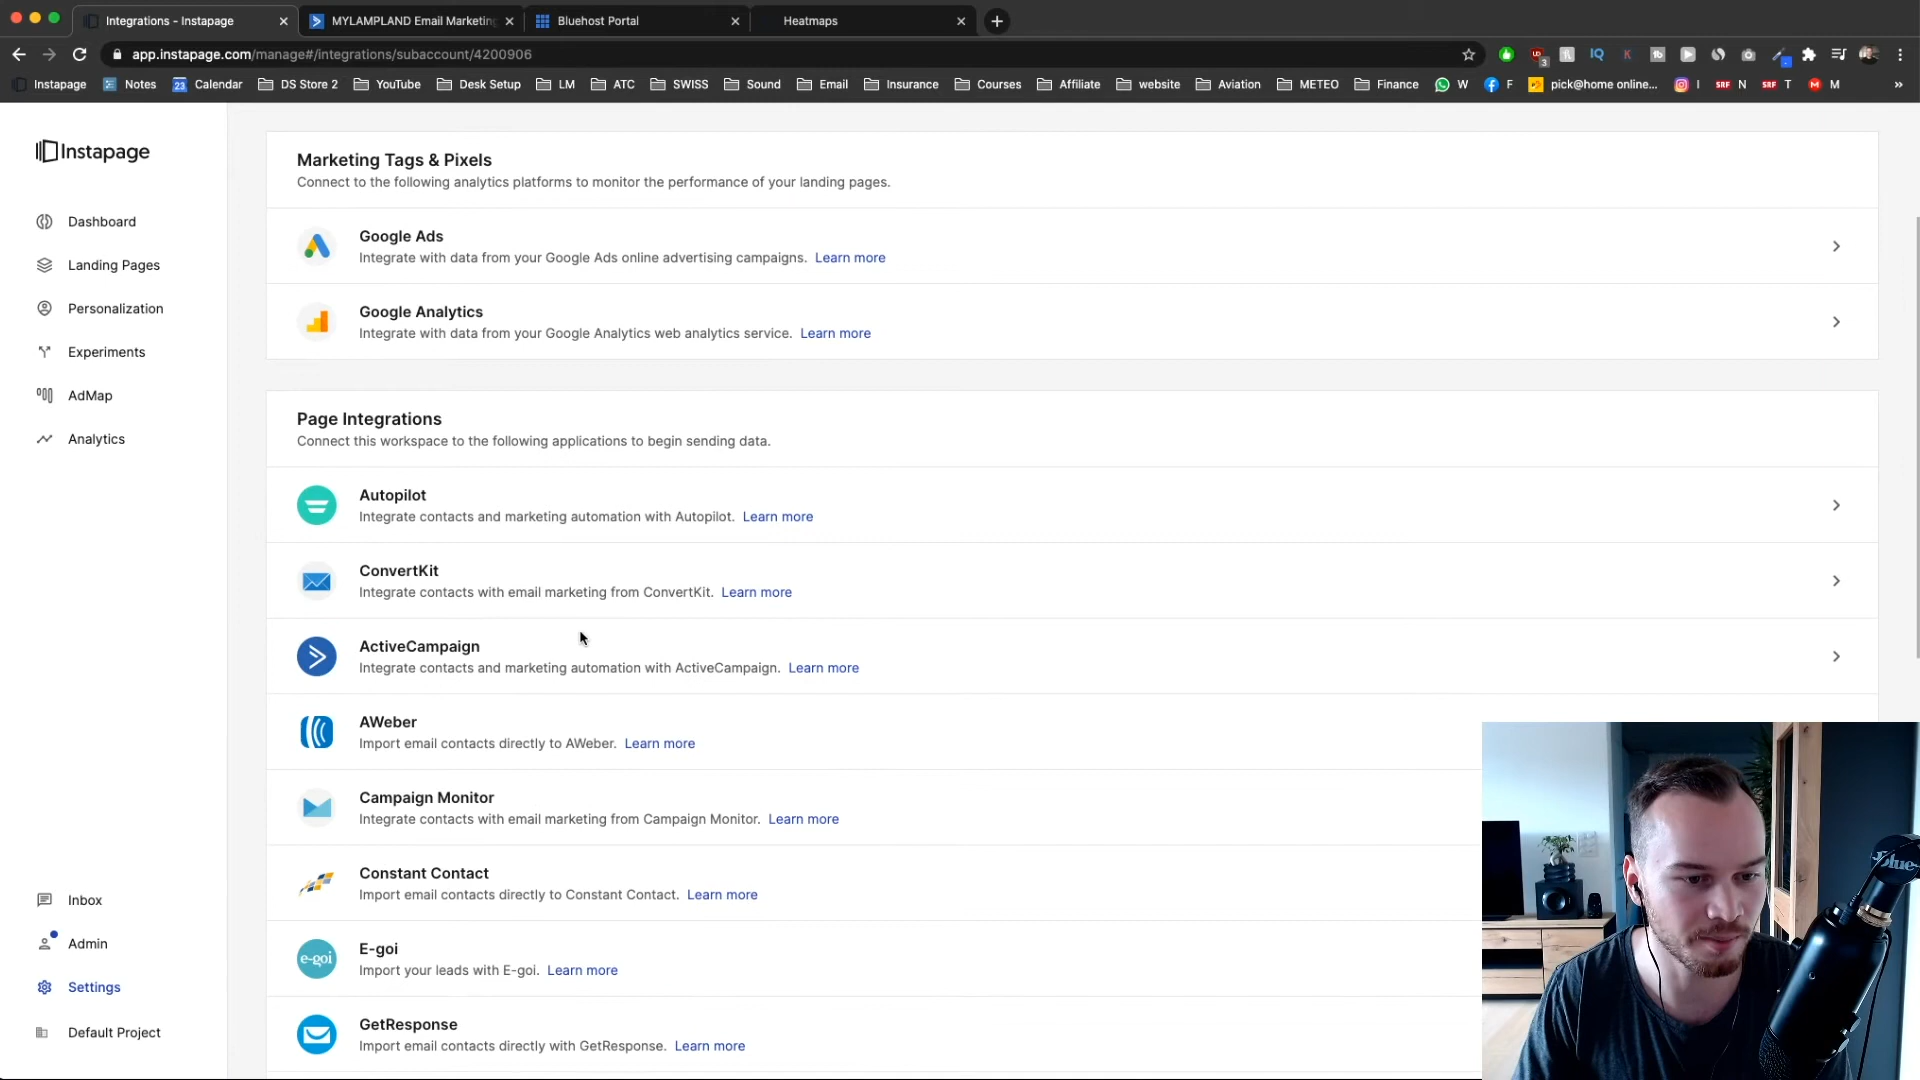 Integrations - Instapage
MYLAMPLAND Email Marketing
Bluehost Portal
Heatmaps
app.instapage.com/manage#/integrations/subaccount/4200906
Instapage
Notes
Calendar
DS Store 2
YouTube
Desk Setup
LM
ATC
SWISS
Sound
Email
Insurance
Courses
Affiliate
website
Aviation
METEO
Finance
W
F
pick@home online...
I
SRF N
SRF T
M
»
Instapage
Dashboard
Landing Pages
Personalization
Experiments
AdMap
Analytics
Inbox
Admin
Settings
Default Project
Marketing Tags & Pixels
Connect to the following analytics platforms to monitor the performance of your landing pages.
Google Ads
Integrate with data from your Google Ads online advertising campaigns. Learn more
Google Analytics
Integrate with data from your Google Analytics web analytics service. Learn more
Page Integrations
Connect this workspace to the following applications to begin sending data.
Autopilot
Integrate contacts and marketing automation with Autopilot. Learn more
ConvertKit
Integrate contacts with email marketing from ConvertKit. Learn more
ActiveCampaign
Integrate contacts and marketing automation with ActiveCampaign. Learn more
AWeber
Import email contacts directly to AWeber. Learn more
Campaign Monitor
Integrate contacts with email marketing from Campaign Monitor. Learn more
Constant Contact
Import email contacts directly to Constant Contact. Learn more
e-goi
E-goi
Import your leads with E-goi. Learn more
GetResponse
Import email contacts directly with GetResponse. Learn more
Blue